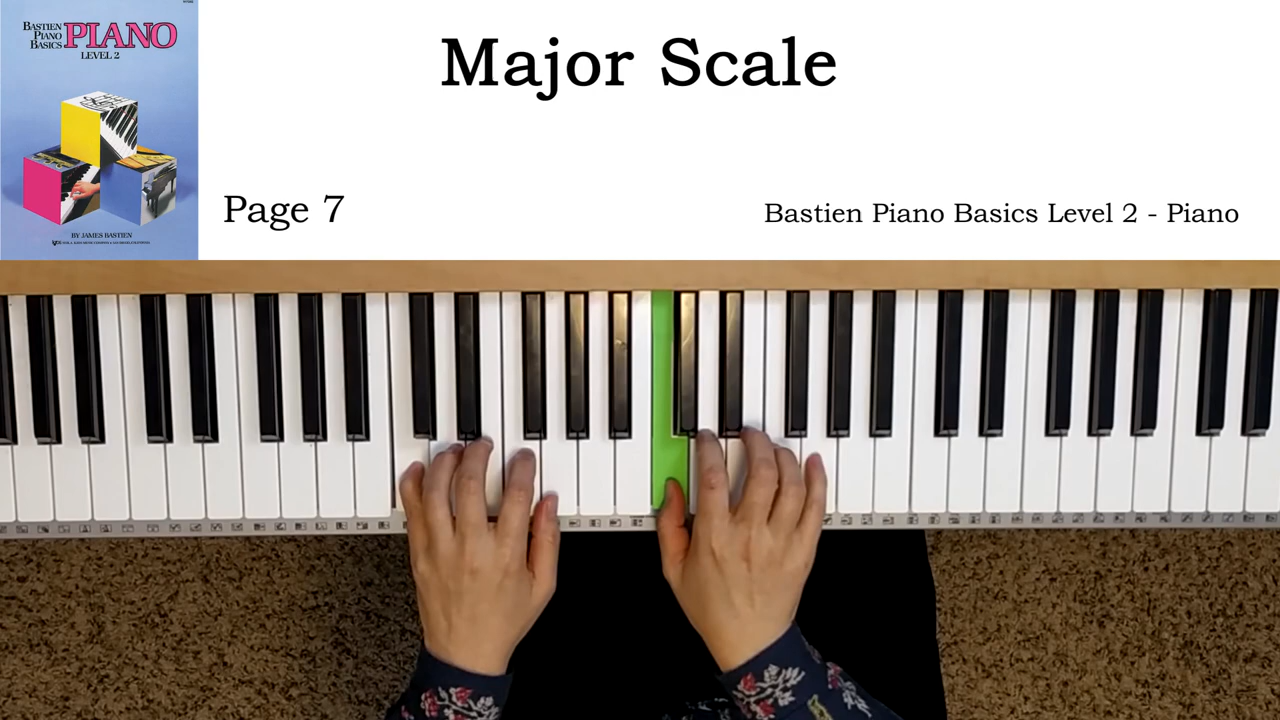 BASTIEN
PIANO
BASICS
PIANO
LEVEL 2
BY JAMES BASTIEN
Major Scale
Page 7
Bastien Piano Basics Level 2 - Piano